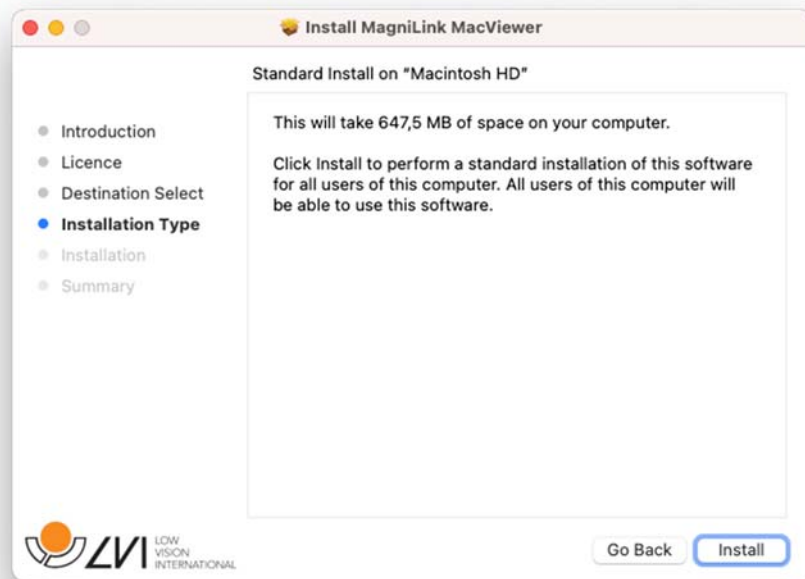 Install MagniLink MacViewer
Standard Install on "Macintosh HD"
Introduction
Licence
Destination Select
Installation Type
Installation
Summary
This will take 647,5 MB of space on your computer.
Click Install to perform a standard installation of this software
for all users of this computer. All users of this computer will
be able to use this software.
LVI
LOW
VISION
INTERNATIONAL
Go Back
Install